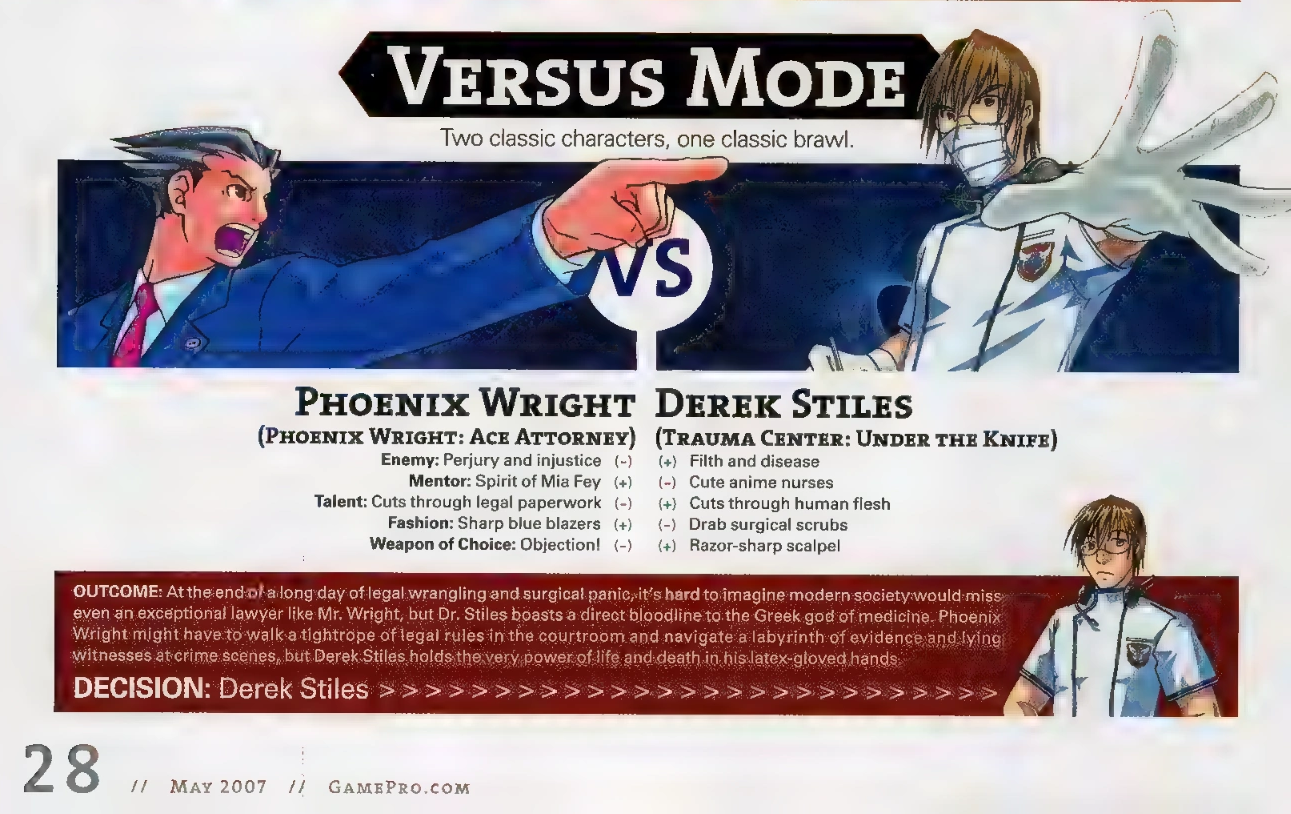 VERSUS MODE
Two classic characters, one classic brawl.
VS
PHOENIX WRIGHT
(PHOENIX WRIGHT: ACE ATTORNEY)
DEREK STILES
(TRAUMA CENTER: UNDER THE KNIFE)
Enemy: Perjury and injustice (-) (+) Filth and disease
Mentor: Spirit of Mia Fey (+) (-) Cute anime nurses
Talent: Cuts through legal paperwork (-) (+) Cuts through human flesh
Fashion: Sharp blue blazers (+) (-) Drab surgical scrubs
Weapon of Choice: Objection! (-) (+) Razor-sharp scalpel
OUTCOME: At the end of a long day of legal wrangling and surgical panic, it's hard to imagine modern society would miss
even an exceptional lawyer like Mr. Wright, but Dr. Stiles boasts a direct bloodline to the Greek god of medicine. Phoenix
Wright might have to walk a tightrope of legal rules in the courtroom and navigate a labyrinth of evidence and lying
witnesses at crime scenes, but Derek Stiles holds the very power of life and death in his latex-gloved hands.
DECISION: Derek Stiles > > > > > > > > > > > > > > > > > > > > > > > > > > >
28 // MAY 2007 // GAMEPRO.COM